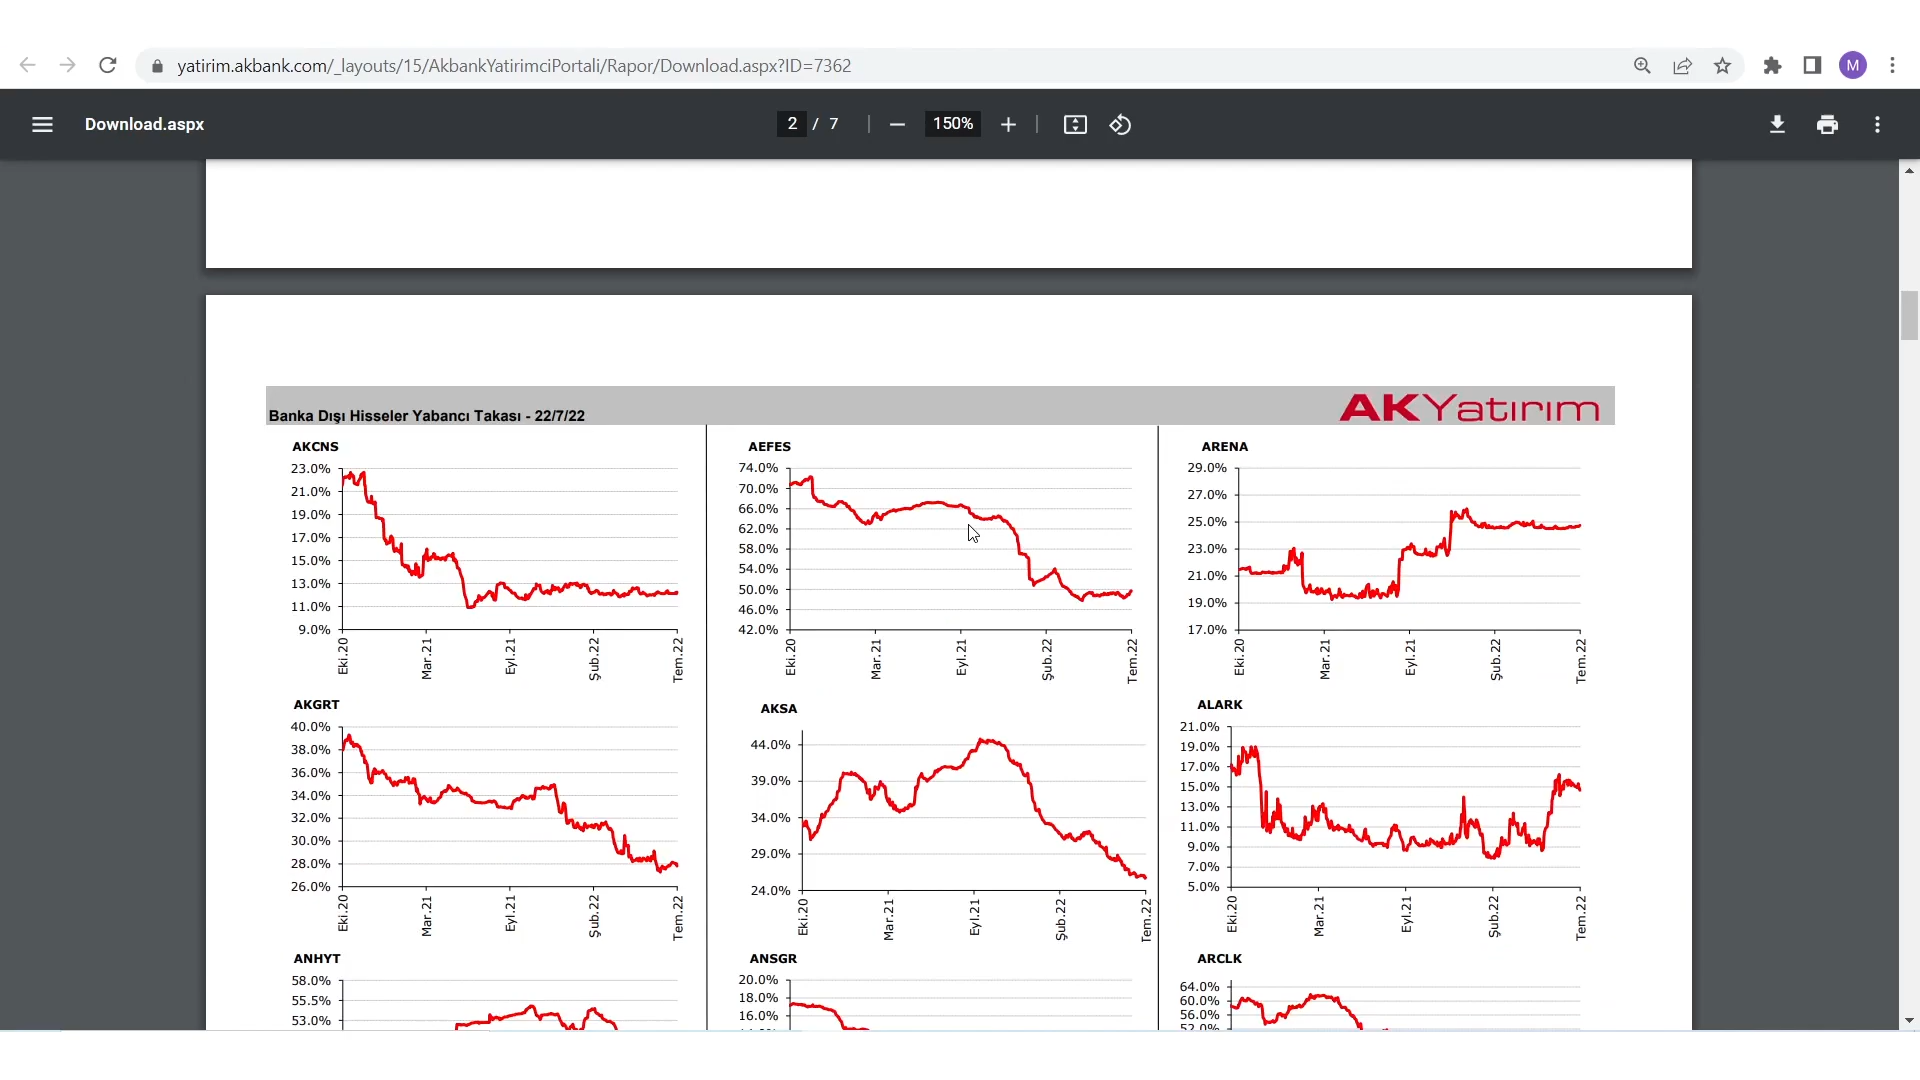 yatirim.akbank.com/_layouts/15/AkbankYatirimciPortali/Rapor/Download.aspx?ID=7362
M
Download.aspx
2 / 7
150%
Banka Dışı Hisseler Yabancı Takası - 22/7/22
AKYatırım
AKCNS
23.0%
21.0%
19.0%
17.0%
15.0%
13.0%
11.0%
9.0%
Eki.20 Mar.21 Eyl.21 Şub.22 Tem.22
AEFES
74.0%
70.0%
66.0%
62.0%
58.0%
54.0%
50.0%
46.0%
42.0%
Eki.20 Mar.21 Eyl.21 Şub.22 Tem.22
ARENA
29.0%
27.0%
25.0%
23.0%
21.0%
19.0%
17.0%
Eki.20 Mar.21 Eyl.21 Şub.22 Tem.22
AKGRT
40.0%
38.0%
36.0%
34.0%
32.0%
30.0%
28.0%
26.0%
Eki.20 Mar.21 Eyl.21 Şub.22 Tem.22
AKSA
44.0%
39.0%
34.0%
29.0%
24.0%
Eki.20 Mar.21 Eyl.21 Şub.22 Tem.22
ALARK
21.0%
19.0%
17.0%
15.0%
13.0%
11.0%
9.0%
7.0%
5.0%
Eki.20 Mar.21 Eyl.21 Şub.22 Tem.22
ANHYT
58.0%
55.5%
53.0%
ANSGR
20.0%
18.0%
16.0%
ARCLK
64.0%
60.0%
56.0%
52.0%